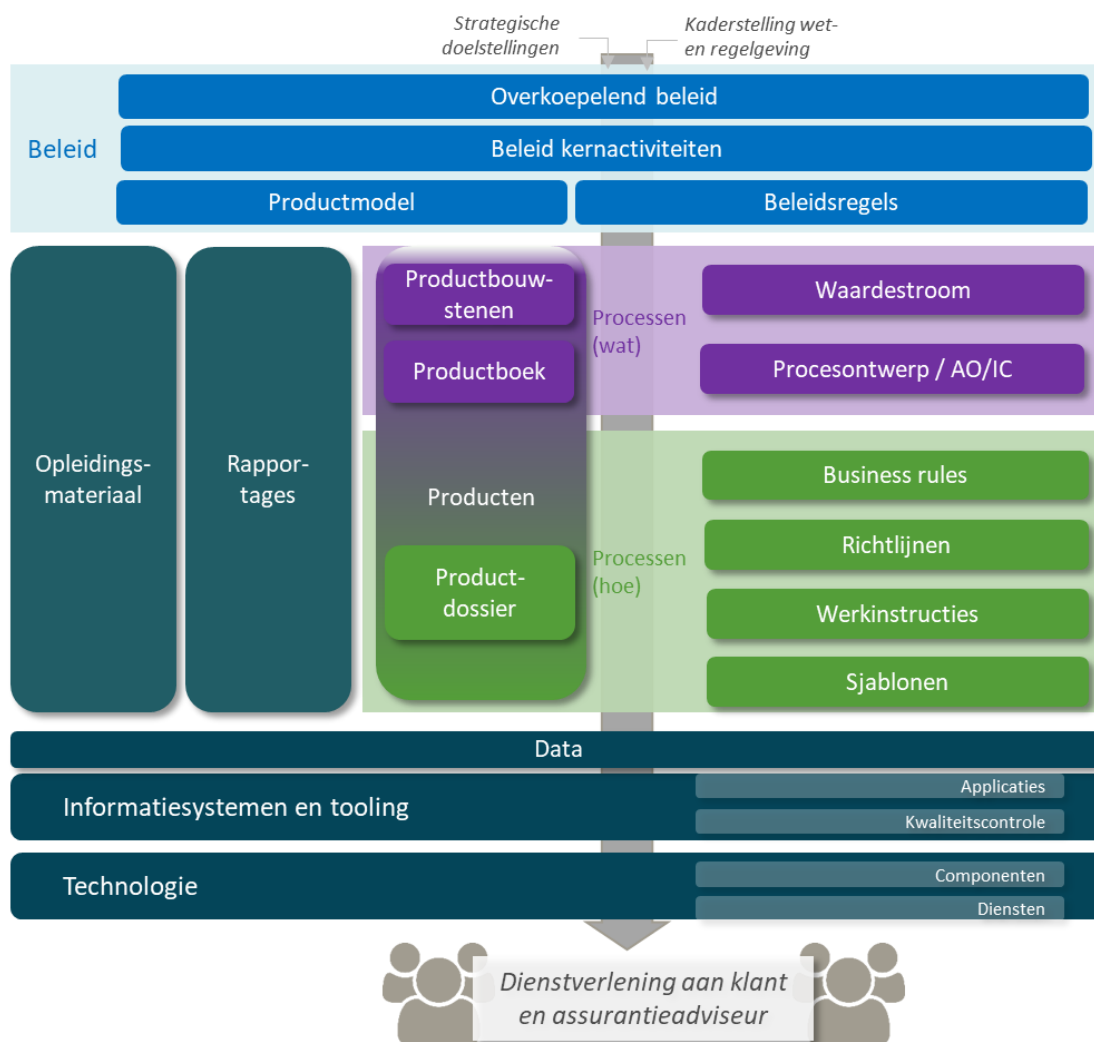 Strategische
doelstellingen
Kaderstelling wet-
en regelgeving
Beleid
Overkoepelend beleid
Beleid kernactiviteiten
Productmodel
Beleidsregels
Opleidings-
materiaal
Rappor-
tages
Productbouw-
stenen
Productboek
Producten
Product-
dossier
Processen
(wat)
Waardestroom
Procesontwerp / AO/IC
Processen
(hoe)
Business rules
Richtlijnen
Werkinstructies
Sjablonen
Data
Informatiesystemen en tooling
Applicaties
Kwaliteitscontrole
Technologie
Componenten
Diensten
Dienstverlening aan klant
en assurantieadviseur